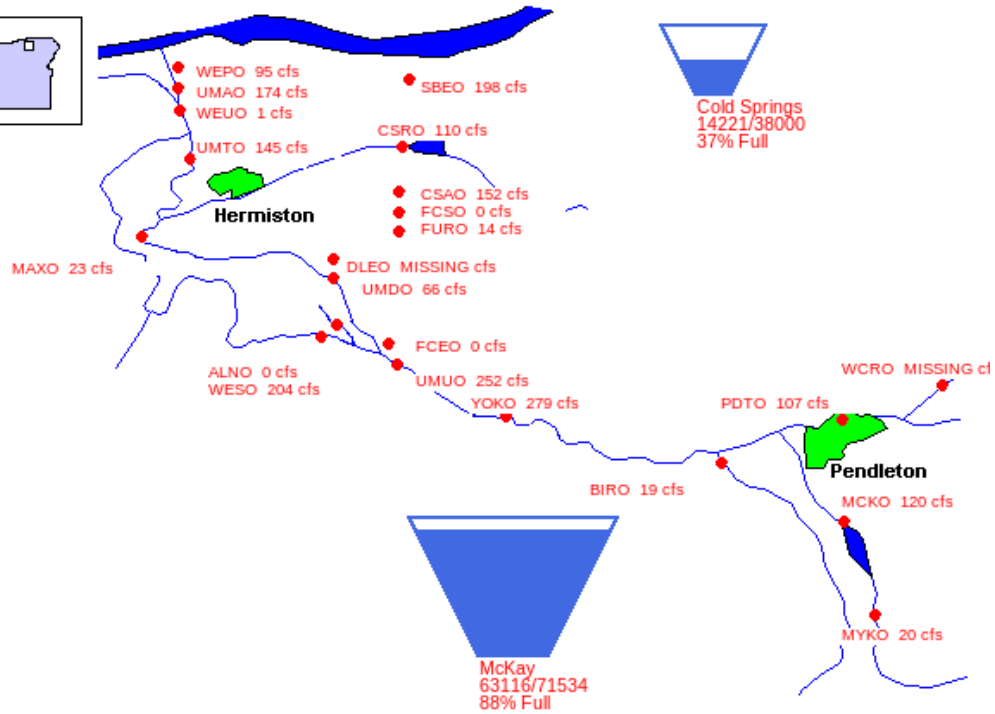 WEPO 95 cfs
UMAO 174 cfs
WEUO 1 cfs
SBEO 198 cfs
Cold Springs
14221/38000
37% Full
CSRO 110 cfs
UMTO 145 cfs
CSAO 152 cfs
FCSO 0 cfs
FURO 14 cfs
Hermiston
MAXO 23 cfs
DLEO MISSING cfs
UMDO 66 cfs
FCEO 0 cfs
ALNO 0 cfs
WESO 204 cfs
UMUO 252 cfs
YOKO 279 cfs
WCRO MISSING cf
PDTO 107 cfs
Pendleton
BIRO 19 cfs
MCKO 120 cfs
MYKO 20 cfs
McKay
63116/71534
88% Full